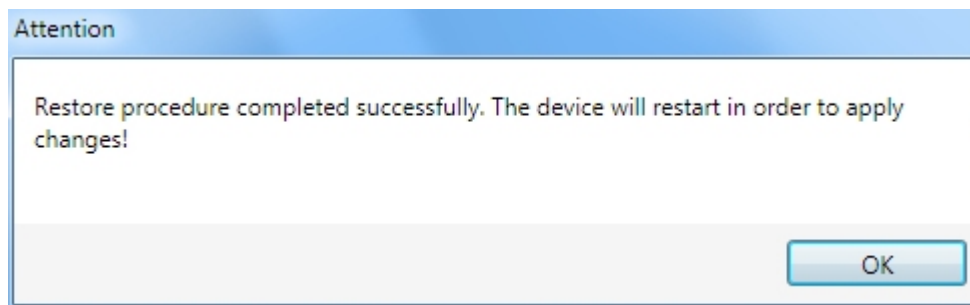 Attention
Restore procedure completed successfully. The device will restart in order to apply
changes!
OK